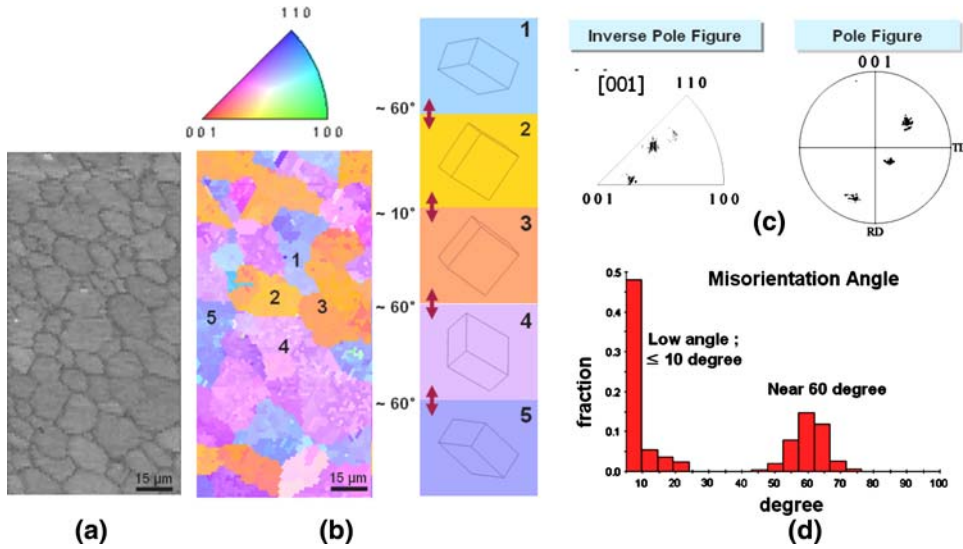 1 1 0
0 0 1
1 0 0
15 µm
(a)
1
2
3
4
5
15 µm
(b)
1
~ 60°
2
~ 10°
3
~ 60°
4
~ 60°
5
Inverse Pole Figure
[001]
1 1 0
0 0 1
1 0 0
Pole Figure
0 0 1
RD
(c)
Misorientation Angle
Low angle ;
≤ 10 degree
Near 60 degree
fraction
0.5
0.4
0.3
0.2
0.1
0.0
10 20 30 40 50 60 70 80 90 100
degree
(d)